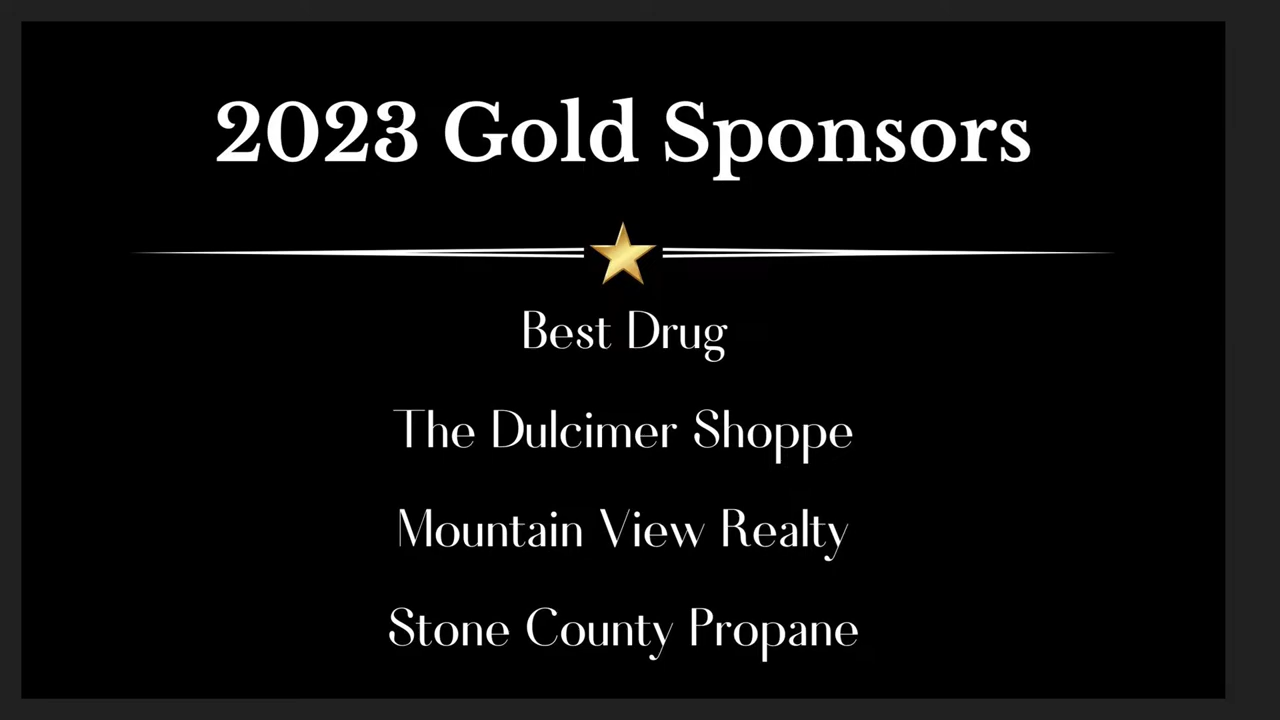 2023 Gold Sponsors
Best Drug
The Dulcimer Shoppe
Mountain View Realty
Stone County Propane